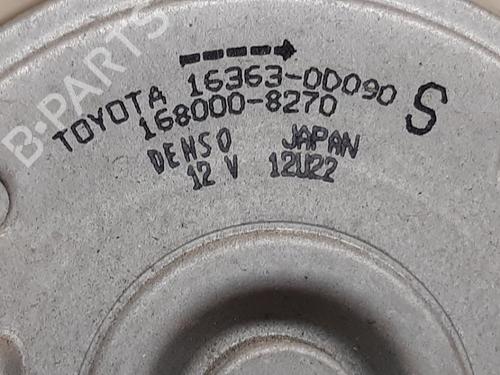 TOYOTA 16363-0D090 S
168000-8270
DENSO JAPAN
12 V 12U22
B-PARTS